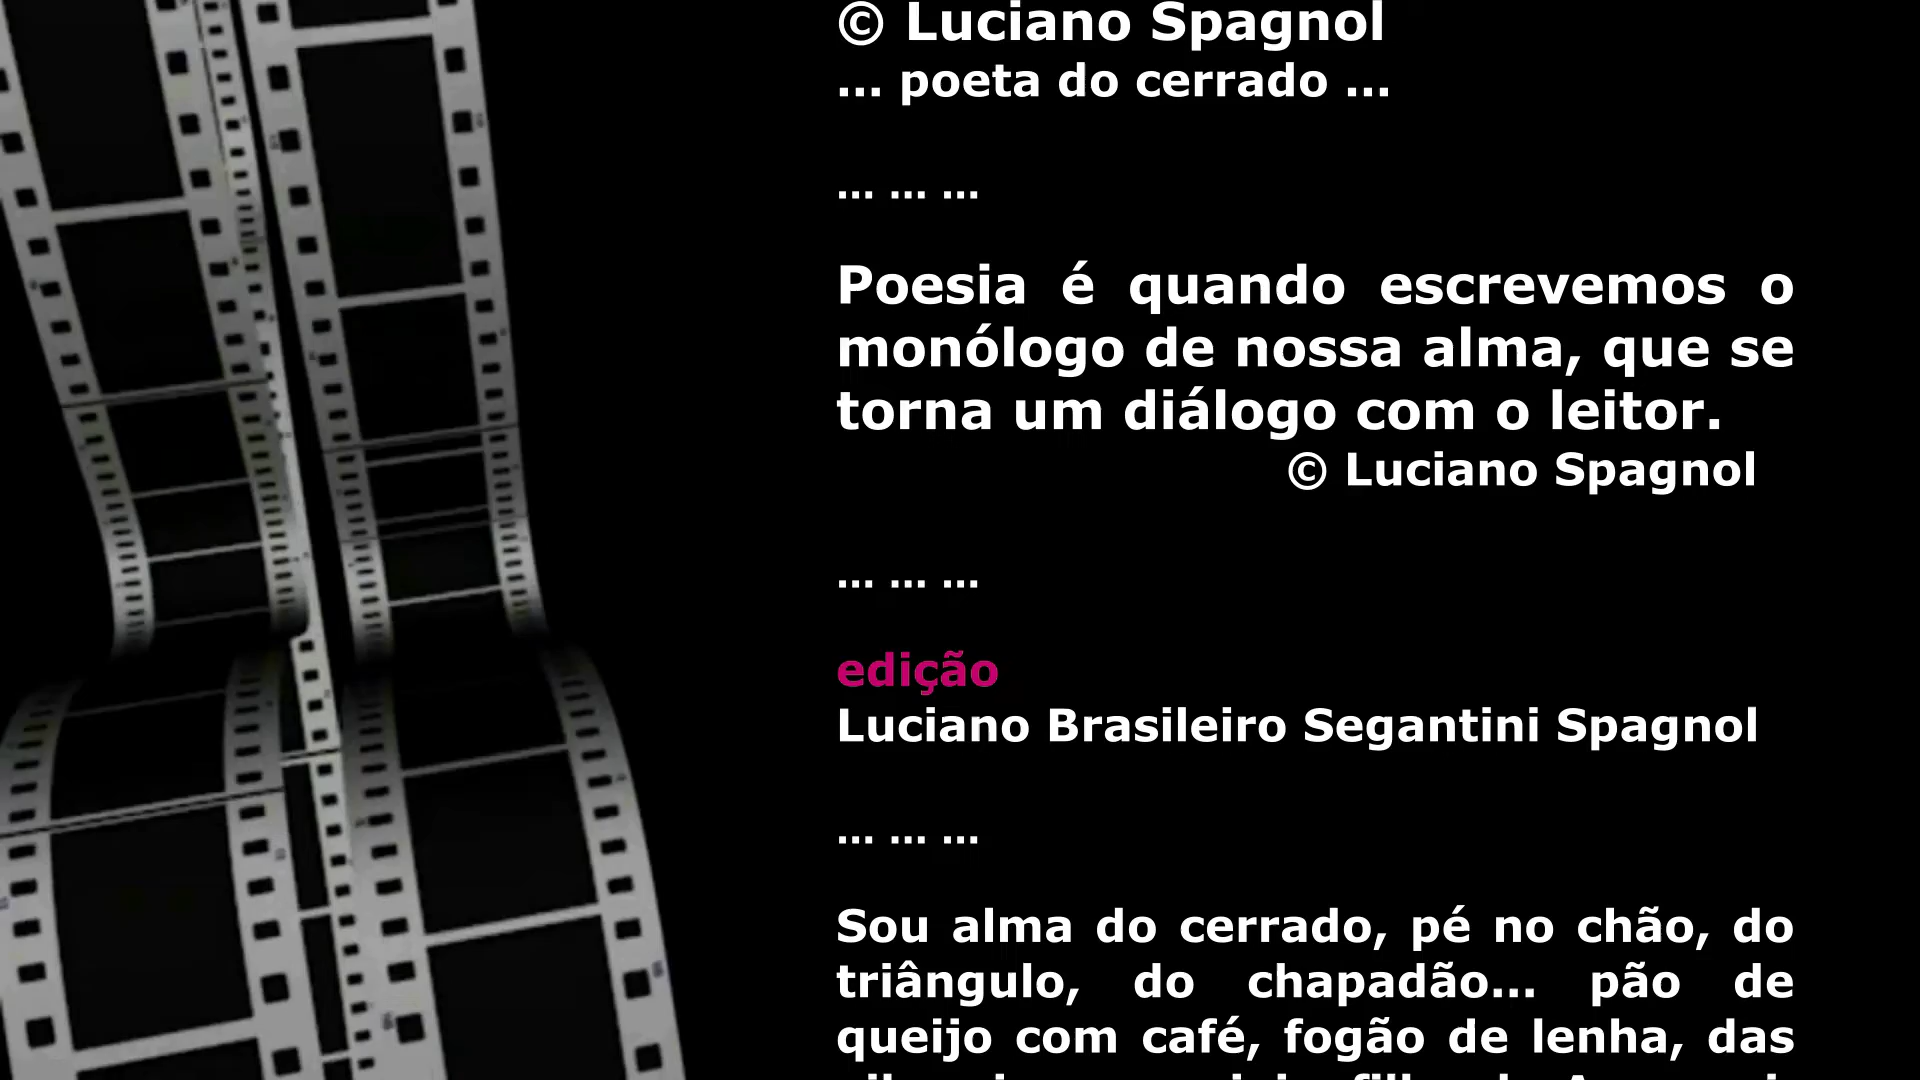 © Luciano Spagnol
... poeta do cerrado ...
... ... ...
Poesia é quando escrevemos o
monólogo de nossa alma, que se
torna um diálogo com o leitor.
© Luciano Spagnol
... ... ...
edição
Luciano Brasileiro Segantini Spagnol
... ... ...
Sou alma do cerrado, pé no chão, do
triângulo, do chapadão... pão de
queijo com café, fogão de lenha, das